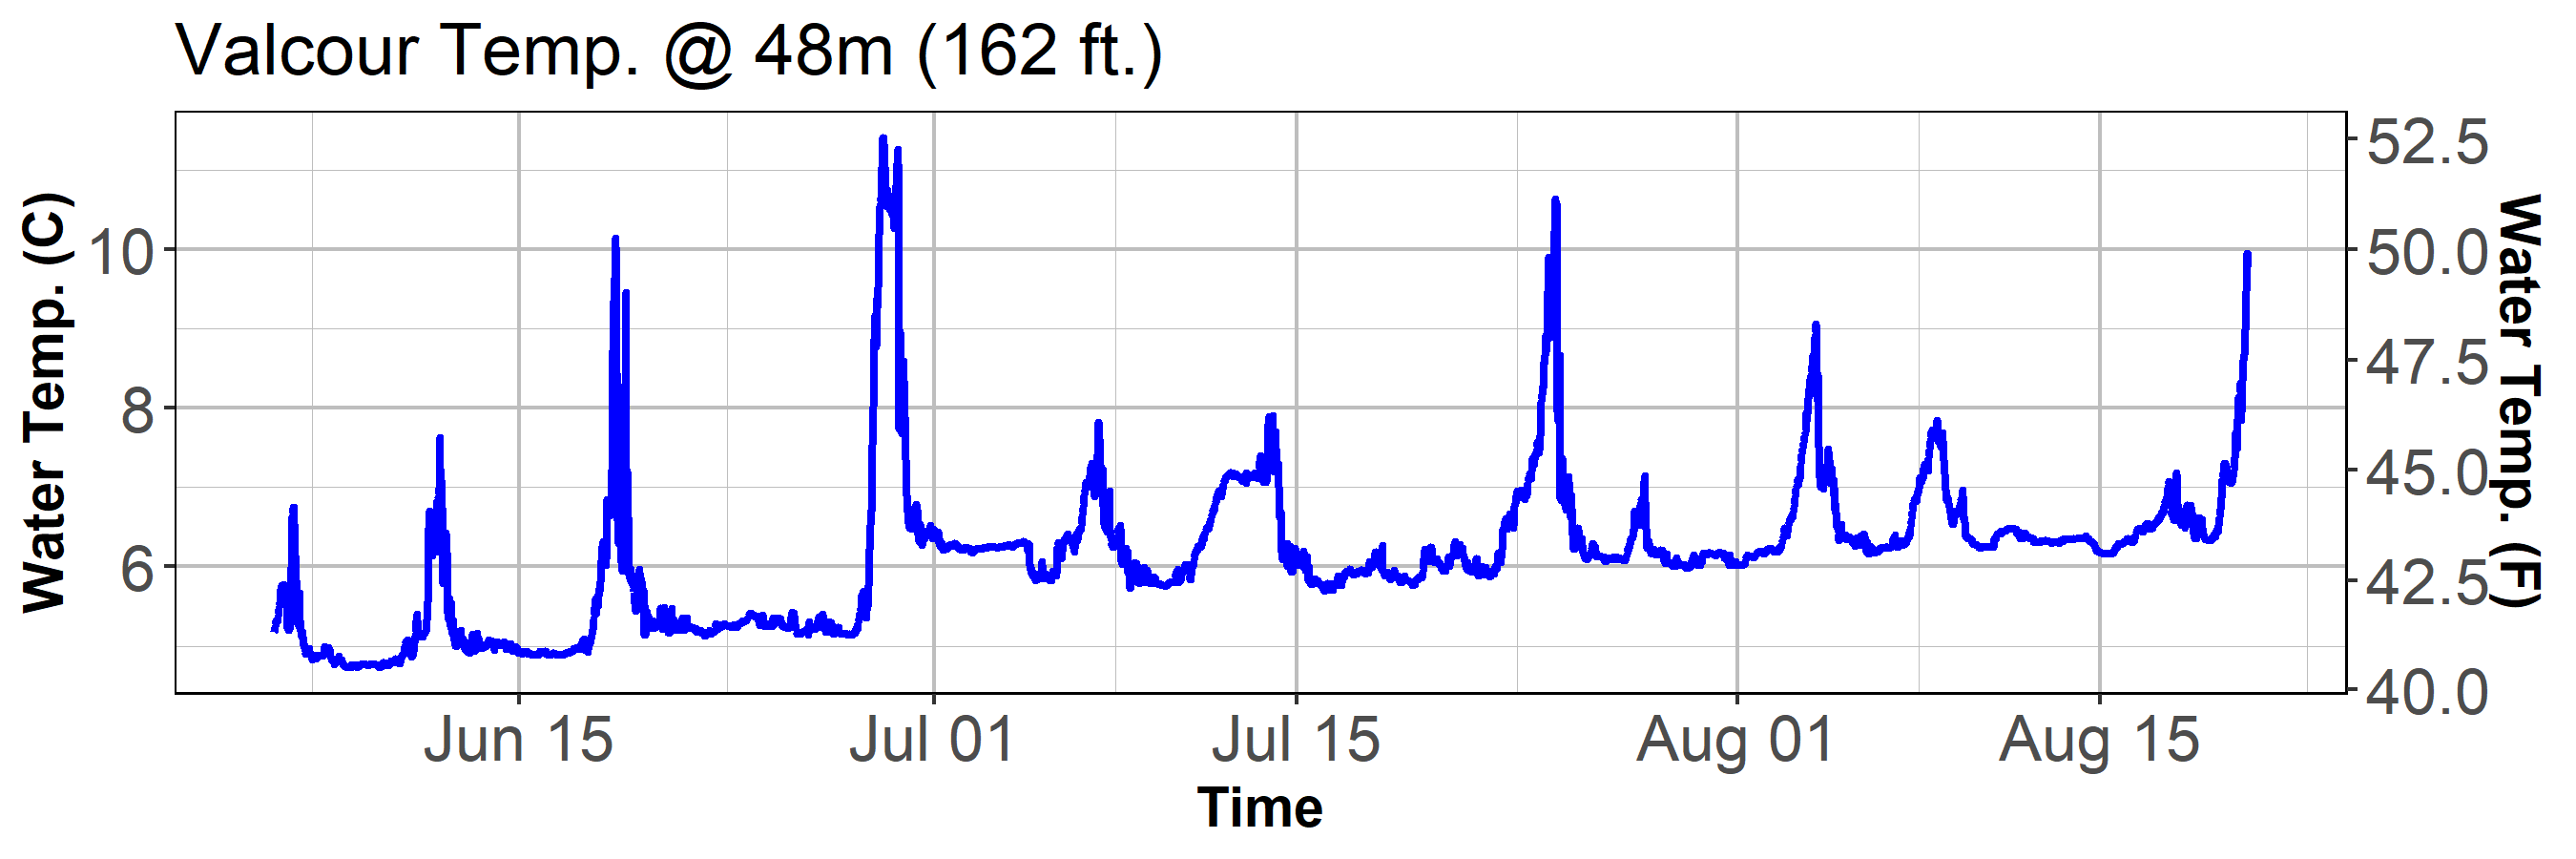 Valcour Temp. @ 48m (162 ft.)
Water Temp. (C)
10
8
6
52.5
50.0
47.5
45.0
42.5
40.0
Water Temp. (F)
Jun 15
Jul 01
Jul 15
Aug 01
Aug 15
Time